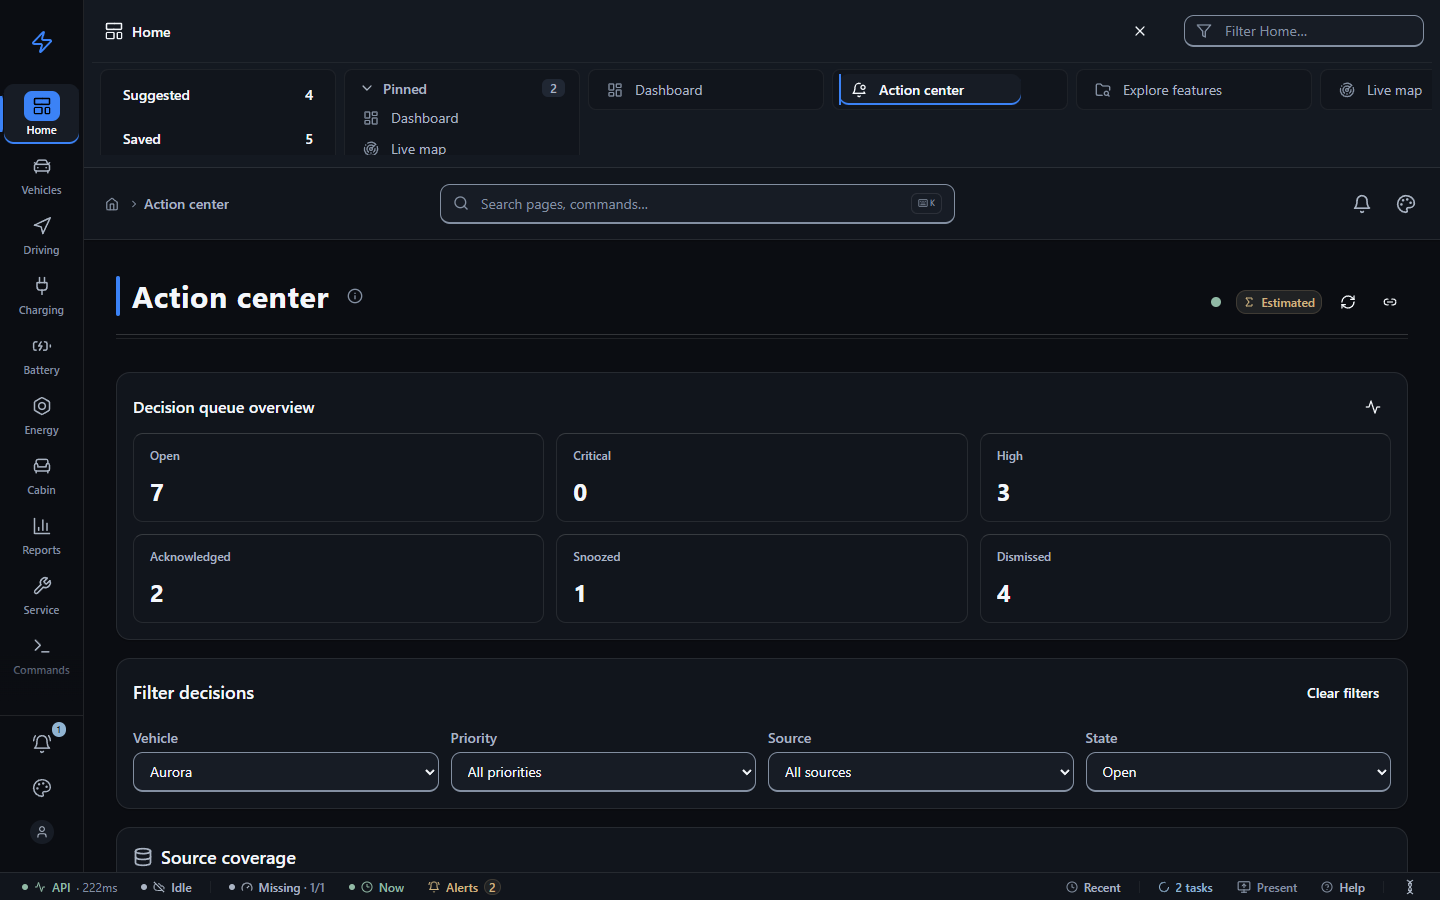 Home
Vehicles
Driving
Charging
Battery
Energy
Cabin
Reports
Service
Commands
1
Home
Filter Home...
Suggested 4
Saved 5
Pinned 2
Dashboard
Live map
Dashboard
Action center
Explore features
Live map
Action center
Search pages, commands...
K
Action center
Σ Estimated
Decision queue overview
Open
7
Critical
0
High
3
Acknowledged
2
Snoozed
1
Dismissed
4
Filter decisions
Clear filters
Vehicle
Aurora
Priority
All priorities
Source
All sources
State
Open
Source coverage
API · 222ms
Idle
Missing · 1/1
Now
Alerts 2
Recent
2 tasks
Present
Help